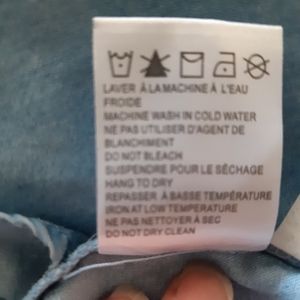 LAVER À LA MACHINE À L'EAU
FROIDE
MACHINE WASH IN COLD WATER
NE PAS UTILISER D'AGENT DE
BLANCHIMENT
DO NOT BLEACH
SUSPENDRE POUR LE SÉCHAGE
HANG TO DRY
REPASSER À BASSE TEMPÉRATURE
IRON AT LOW TEMPERATURE
NE PAS NETTOYER À SEC
DO NOT DRY CLEAN